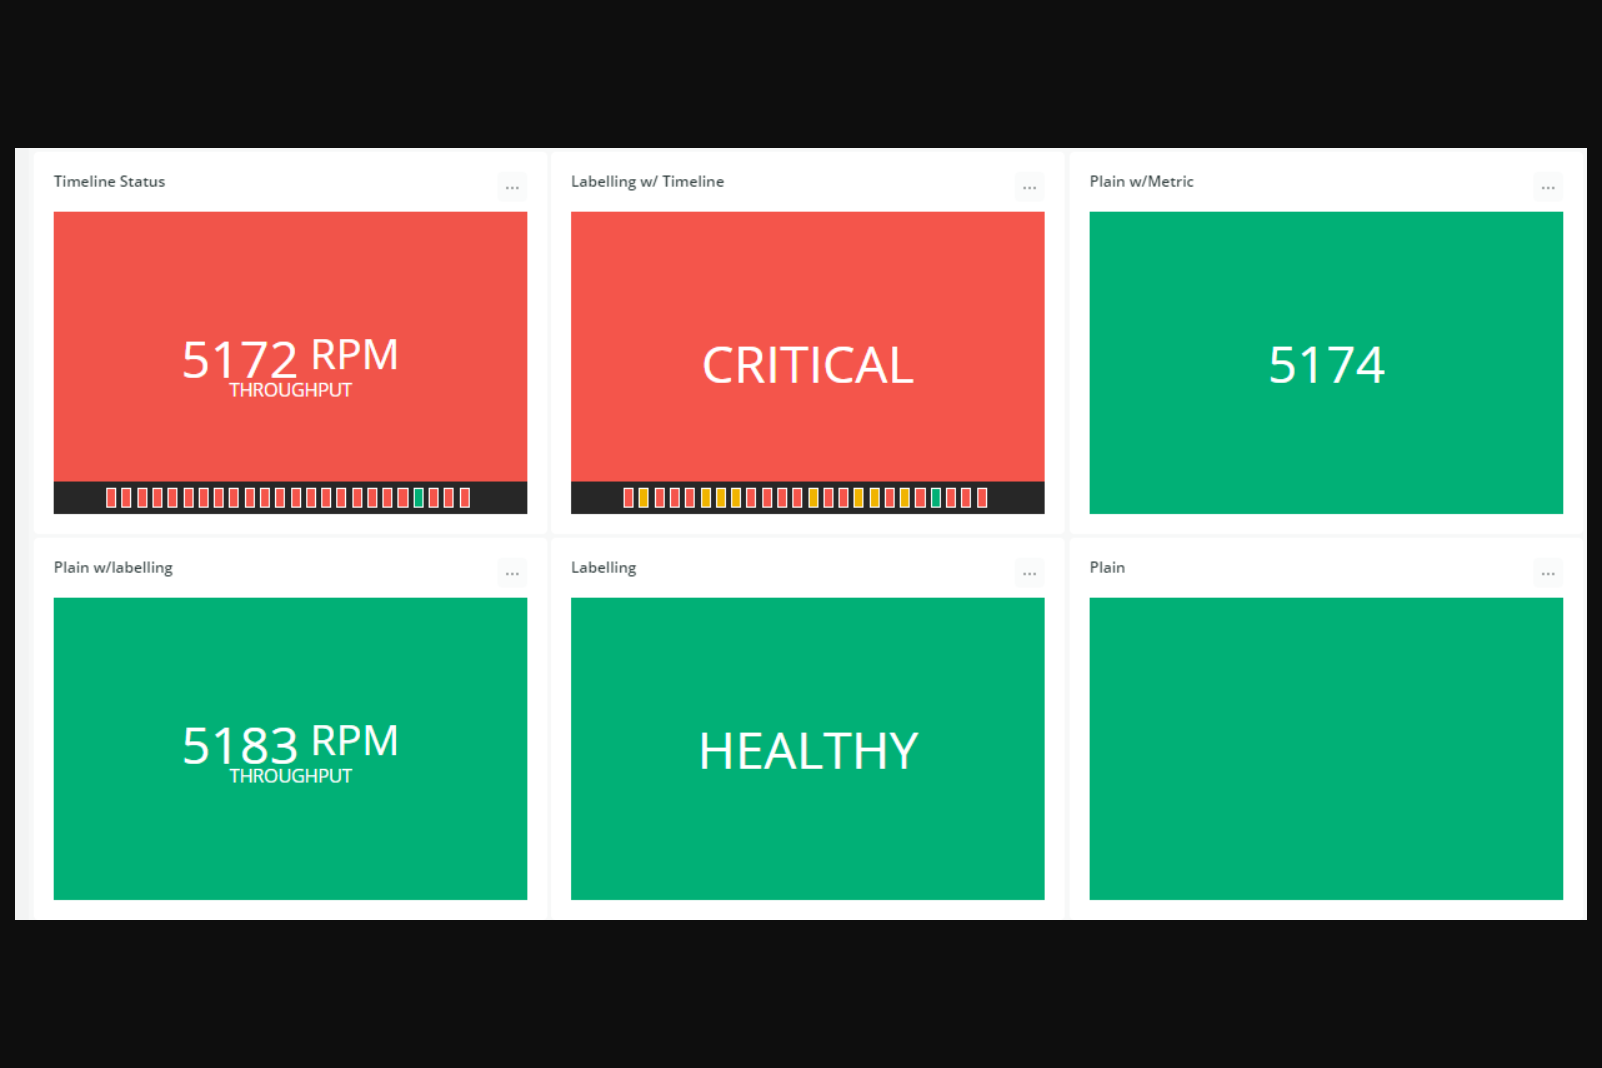 Timeline Status
...
Labelling w/ Timeline
...
Plain w/Metric
...
5172 RPM
THROUGHPUT
CRITICAL
5174
Plain w/labelling
...
Labelling
...
Plain
...
5183 RPM
THROUGHPUT
HEALTHY